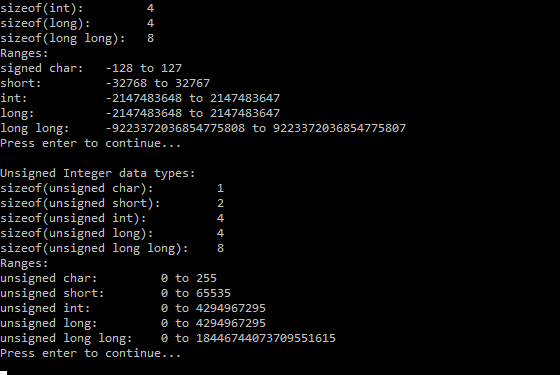 sizeof(int): 4
sizeof(long): 4
sizeof(long long): 8
Ranges:
signed char: -128 to 127
short: -32768 to 32767
int: -2147483648 to 2147483647
long: -2147483648 to 2147483647
long long: -9223372036854775808 to 9223372036854775807
Press enter to continue...

Unsigned Integer data types:
sizeof(unsigned char): 1
sizeof(unsigned short): 2
sizeof(unsigned int): 4
sizeof(unsigned long): 4
sizeof(unsigned long long): 8
Ranges:
unsigned char: 0 to 255
unsigned short: 0 to 65535
unsigned int: 0 to 4294967295
unsigned long: 0 to 4294967295
unsigned long long: 0 to 18446744073709551615
Press enter to continue...